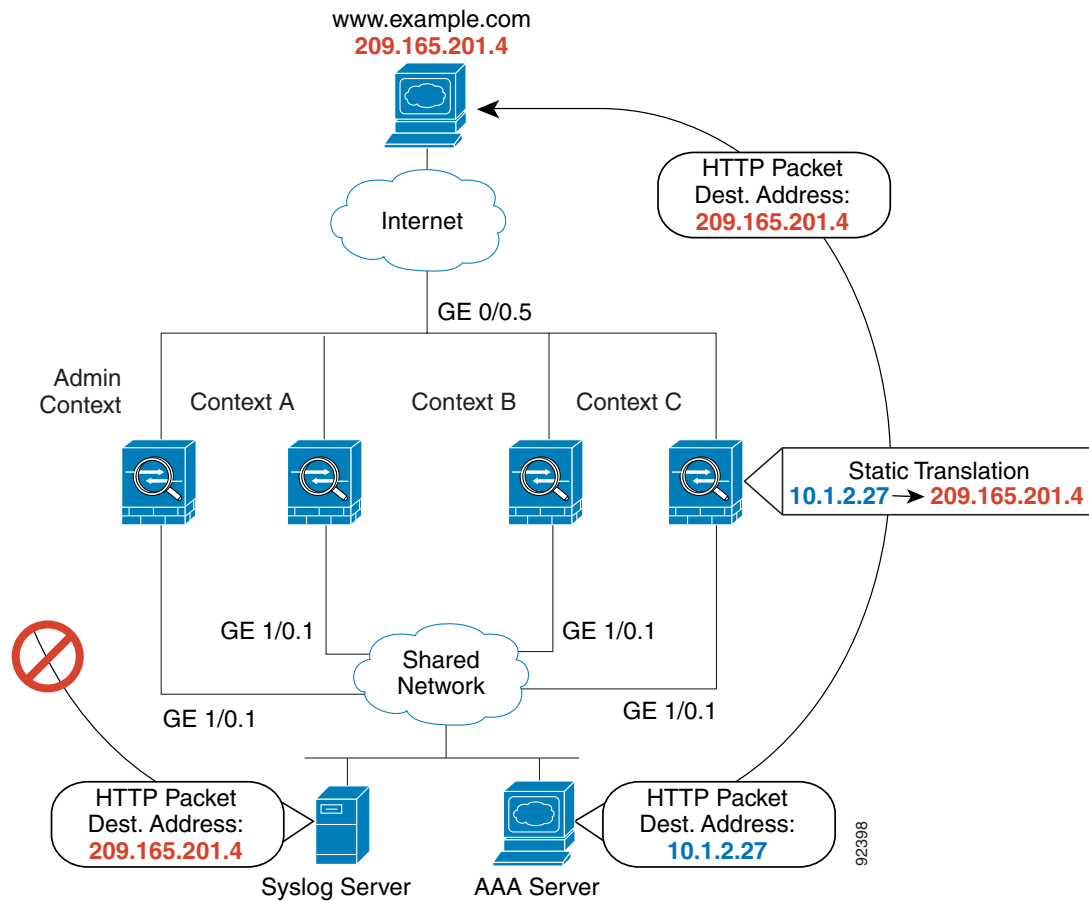 www.example.com
209.165.201.4
HTTP Packet
Dest. Address:
209.165.201.4
Internet
GE 0/0.5
Admin
Context
Context A
Context B
Context C
Static Translation
10.1.2.27 209.165.201.4
GE 1/0.1
GE 1/0.1
Shared
Network
GE 1/0.1
GE 1/0.1
HTTP Packet
Dest. Address:
209.165.201.4
HTTP Packet
Dest. Address:
10.1.2.27
Syslog Server
AAA Server
92398